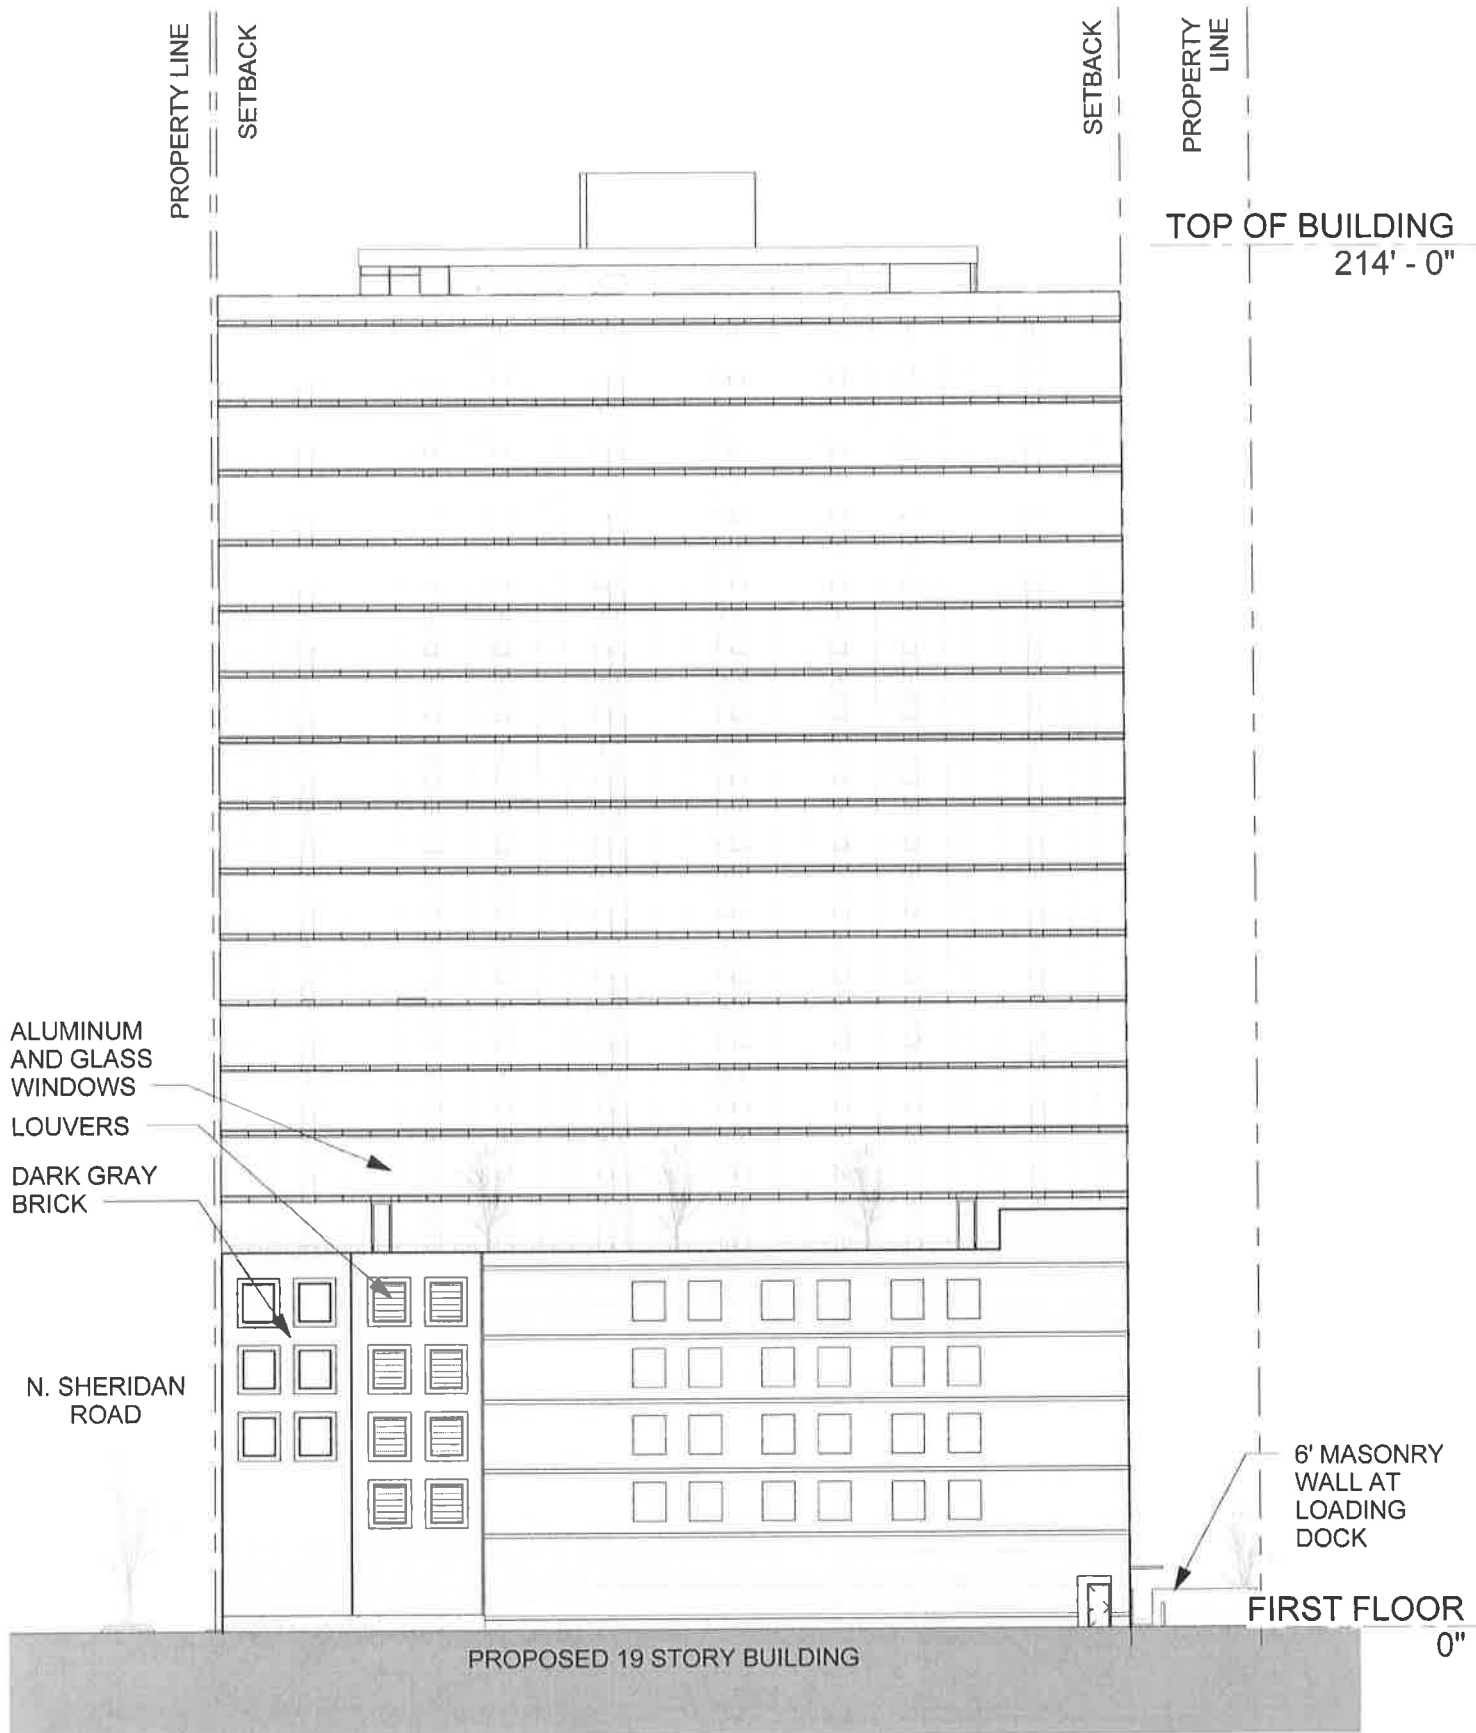 PROPERTY LINE
SETBACK
SETBACK
PROPERTY
LINE
TOP OF BUILDING
214' - 0"
ALUMINUM
AND GLASS
WINDOWS
LOUVERS
DARK GRAY
BRICK
N. SHERIDAN
ROAD
6' MASONRY
WALL AT
LOADING
DOCK
FIRST FLOOR
0"
PROPOSED 19 STORY BUILDING